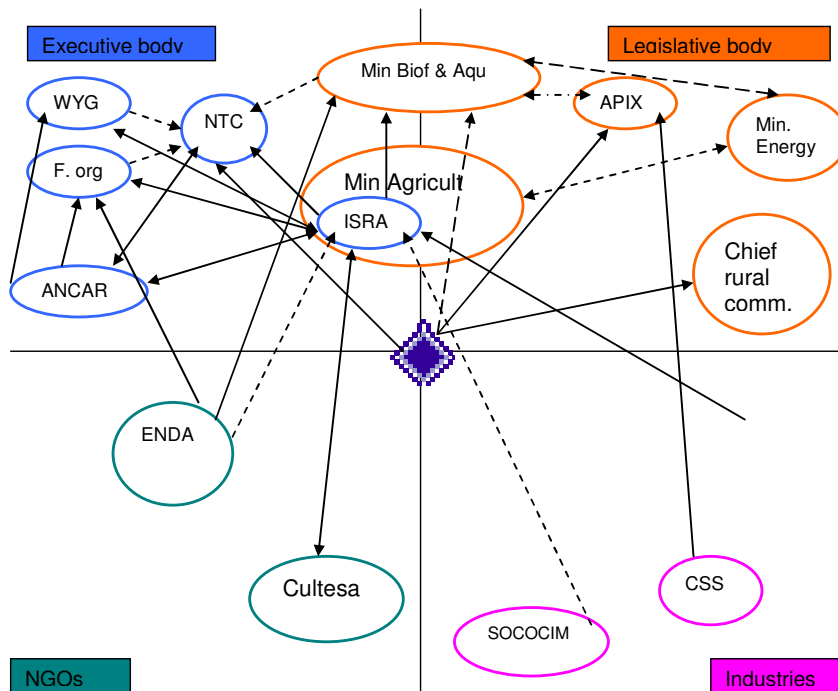 Executive body
Legislative body
WYG
NTC
Min Biof & Aqu
APIX
Min.
Energy
F. org
Min Agricult
ISRA
ANCAR
Chief
rural
comm.
ENDA
Cultesa
SOCOCIM
CSS
NGOs
Industries